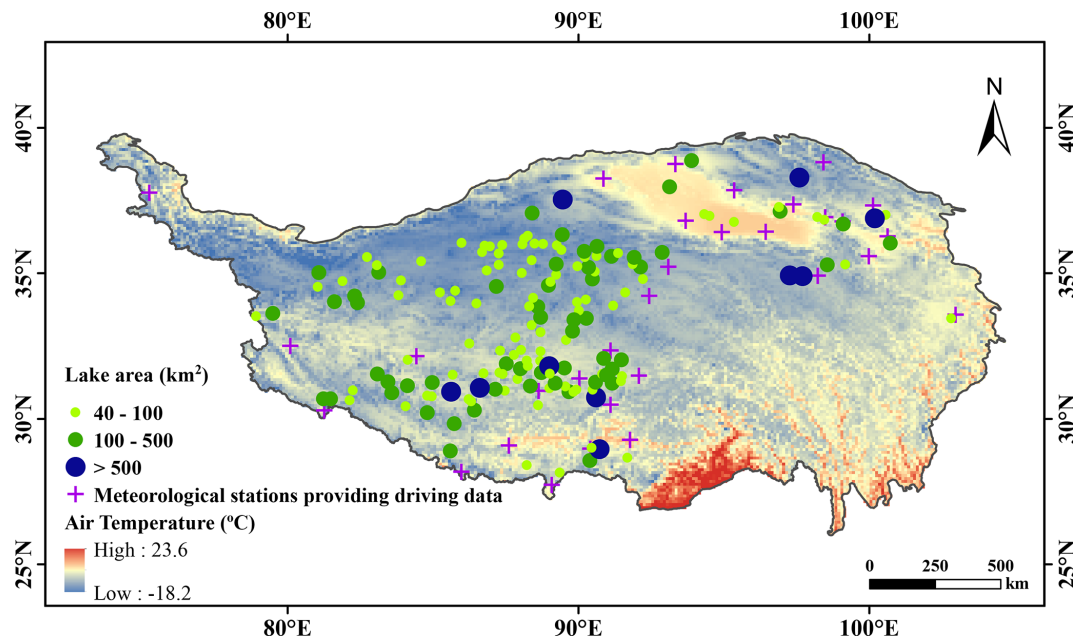 80°E 90°E 100°E
N
40°N 40°N
35°N 35°N
30°N 30°N
25°N 25°N
Lake area (km²)
40 - 100
100 - 500
> 500
Meteorological stations providing driving data
Air Temperature (ºC)
High : 23.6
Low : -18.2
0 250 500
km
80°E 90°E 100°E